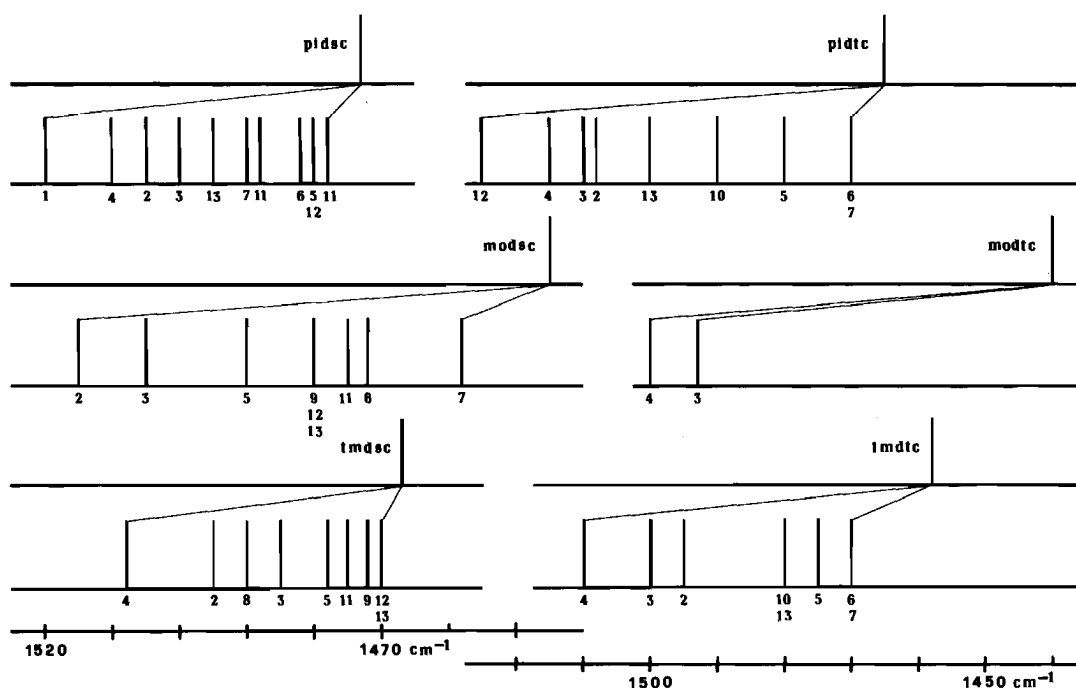 pidsc pidtc
1 4 2 3 13 7 11 6 5 11
12
12 4 3 2 13 10 5 6
7
modsc modtc
2 3 5 9 11 6 7
12
13
4 3
tmdsc tmdtc
4 2 8 3 5 11 9 12
13
4 3 2 10 5 6
13 7
1520 1470 cm⁻¹
1500 1450 cm⁻¹